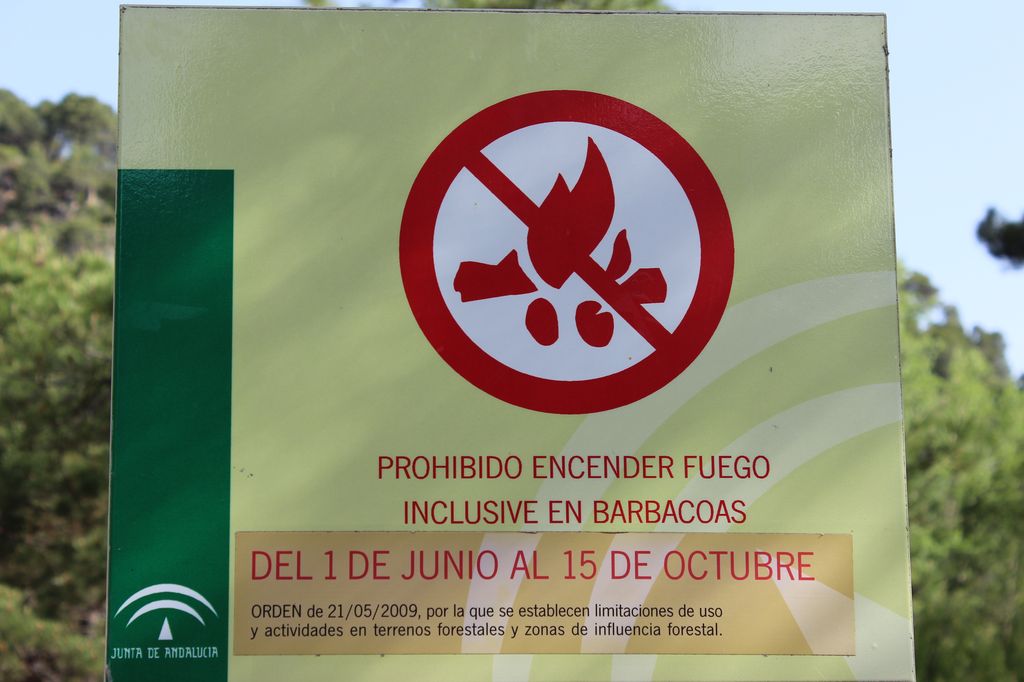 PROHIBIDO ENCENDER FUEGO
INCLUSIVE EN BARBACOAS
DEL 1 DE JUNIO AL 15 DE OCTUBRE
ORDEN de 21/05/2009, por la que se establecen limitaciones de uso
y actividades en terrenos forestales y zonas de influencia forestal.
JUNTA DE ANDALUCIA